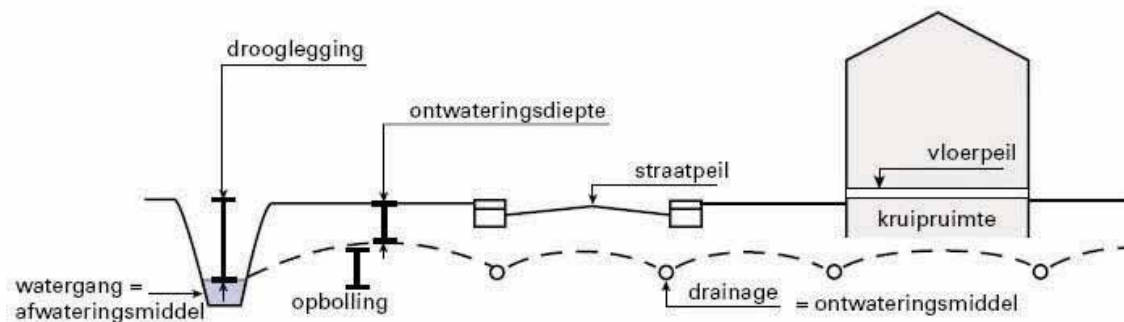 drooglegging
ontwateringsdiepte
straatpeil
vloerpeil
kruipruimte
watergang =
afwateringsmiddel
opbolling
drainage = ontwateringsmiddel